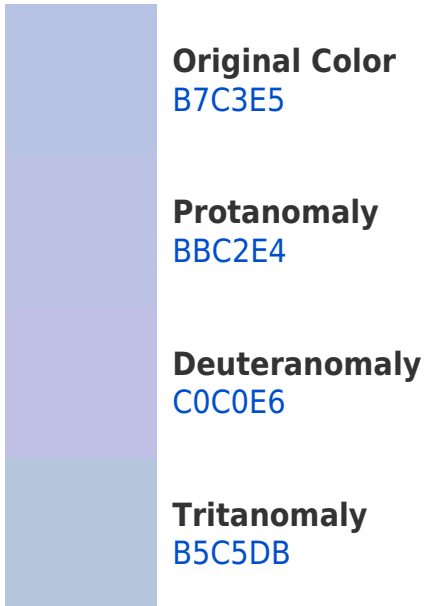 Original Color
B7C3E5
Protanomaly
BBC2E4
Deuteranomaly
C0C0E6
Tritanomaly
B5C5DB